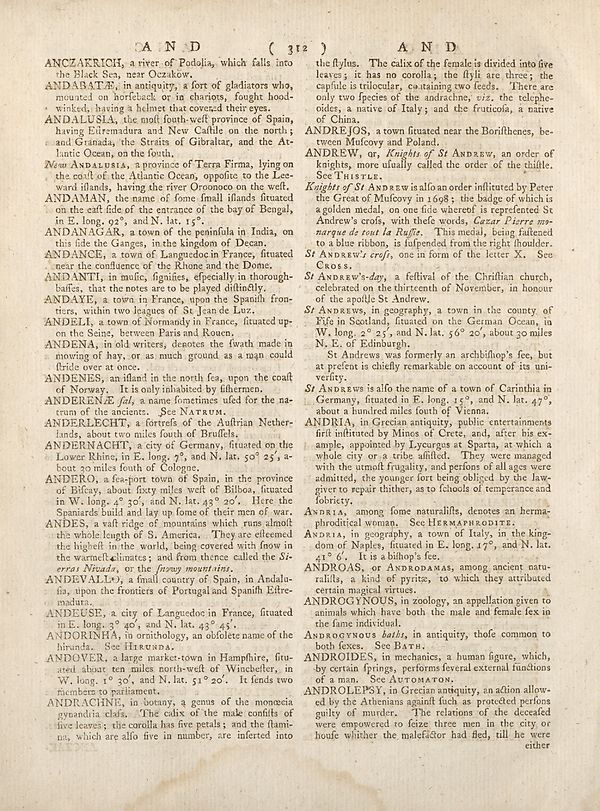 A N D ( 312 ) A N D
ANCZAKRICH, a river of Podolia, which falls into
the Black Sea, near Oczakow.
ANDABATÆ, in antiquity, a ſort of gladiators who,
mounted on horſeback or in chariots, fought hood-
winked, having a helmet that covered their eyes.
ANDALUSIA, the moſt ſouth-weſt province of Spain,
having Eſtremadura and New Caſtile on the north;
and Granada, the Straits of Gibraltar, and the At-
lantic Ocean, on the ſouth.
New ANDALUSIA, a province of Terra Firma, lying on
the coaſt of the Atlantic Ocean, oppoſite to the Lee-
ward iſlands, having the river Oroonoco on the weſt.
ANDAMAN, the name of ſome ſmall iſlands ſituated
on the eaſt ſide of the entrance of the bay of Bengal,
in E. long. 92°, and N. lat. 15°.
ANDANAGAR, a town of the peninſula in India, on
this ſide the Ganges, in the kingdom of Decan.
ANDANCE, a town of Languedoc in France, ſituated
near the confluence of the Rhone and the Dome.
ANDANTI, in muſic, ſignifies, eſpecially in thorough-
baſſes, that the notes are to be played diſtinctly.
ANDAYE, a town in France, upon the Spaniſh fron-
tiers, within two leagues of St Jean de Luz.
ANDELI, a town of Normandy in France, ſituated up-
on the Seine, between Paris and Rouen.
ANDENA, in old writers, denotes the ſwath made in
mowing of hay, or as much ground as a man could
ſtride over at once.
ANDENES, an iſland in the north ſea, upon the coaſt
of Norway. It is only inhabited by fiſhermen.
ANDERENÆ ſal, a name ſometimes uſed for the na-
trum of the ancients. See NATRUM.
ANDERLECHT, a fortreſs of the Auſtrian Nether-
lands, about two miles ſouth of Bruſſels.
ANDERNACHT, a city of Germany, ſituated on the
Lower Rhine, in E. long. 7°, and N. lat. 50° 25′, a-
bout 20 miles ſouth of Cologne.
ANDERO, a ſea-port town of Spain, in the province
of Biſcay, about ſixty miles weſt of Bilboa, ſituated
in W. long. 4° 30′, and N. lat. 43° 20′. Here the
Spaniards build and lay up ſome of their men of war.
ANDES, a vaſt ridge of mountains which runs almoſt
the whole length of S. America. They are eſteemed
the higheſt in the world, being covered with ſnow in
the warmeſt climates; and from thence called the Si-
erras Nivada, or the ſnowy mountains.
ANDEVALLO, a ſmall country of Spain, in Andalu-
ſia, upon the frontiers of Portugal and Spaniſh Eſtre-
madura.
ANDEUSE, a city of Languedoc in France, ſituated
in E. long. 3° 40′, and N. lat. 43° 45′.
ANDORINHA, in ornithology, an obſolete name of the
hirunda. See HIRUNDA.
ANDOVER, a large market-town in Hampſhire, ſitu-
ated about ten miles north-weſt of Wincheſter, in
W. long. 1° 30′, and N. lat. 51° 20′. It ſends two
members to parliament.
ANDRACHNE, in botany, a genus of the monœcia
gynandria claſs. The calix of the male conſiſts of
five leaves; the corolla has five petals; and the ſtami-
na, which are alſo five in number, are inſerted into
the ſtylus. The calix of the female is divided into five
leaves; it has no corolla; the ſtyli are three; the
capſule is trilocular, containing two ſeeds. There are
only two ſpecies of the andrachne, viz. the telephe-
oides, a native of Italy; and the fruticoſa, a native
of China.
ANDREJOS, a town ſituated near the Boriſthenes, be-
tween Muſcovy and Poland.
ANDREW, or, Knights of St ANDREW, an order of
knights, more uſually called the order of the thiſtle.
See THISTLE.
Knights of St ANDREW is alſo an order inſtituted by Peter
the Great of Muſcovy in 1698; the badge of which is
a golden medal, on one ſide whereof is repreſented St
Andrew's croſs, with theſe words, Cazar Pierre mo-
narque de tout la Ruſſie. This medal, being faſtened
to a blue ribbon, is ſuſpended from the right ſhoulder.
St ANDREW's croſs, one in form of the letter X. See
CROSS.
St ANDREW's-day, a feſtival of the Chriſtian church,
celebrated on the thirteenth of November, in honour
of the apoſtle St Andrew.
St ANDREWS, in geography, a town in the county of
Fife in Scotland, ſituated on the German Ocean, in
W. long. 2° 25′, and N. lat. 56° 20′, about 30 miles
N. E. of Edinburgh.
St Andrews was formerly an archbiſhop's ſee, but
at preſent is chiefly remarkable on account of its uni-
verſity.
St ANDREWS is alſo the name of a town of Carinthia in
Germany, ſituated in E. long. 15°, and N. lat. 47°,
about a hundred miles ſouth of Vienna.
ANDRIA, in Grecian antiquity, public entertainments
firſt inſtituted by Minos of Crete, and, after his ex-
ample, appointed by Lycurgus at Sparta, at which a
whole city or a tribe aſſiſted. They were managed
with the utmoſt frugality, and perſons of all ages were
admitted, the younger ſort being obliged by the law-
giver to repair thither, as to ſchools of temperance and
ſobriety.
ANDRIA, among ſome naturaliſts, denotes an herma-
phroditical woman. See HERMAPHRODITE.
ANDRIA, in geography, a town of Italy, in the king-
dom of Naples, ſituated in E. long. 17°, and N. lat.
41° 6′. It is a biſhop's ſee.
ANDROAS, or ANDRODAMAS, among ancient natu-
raliſts, a kind of pyritæ, to which they attributed
certain magical virtues.
ANDROGYNOUS, in zoology, an appellation given to
animals which have both the male and female ſex in
the ſame individual.
ANDROGYNOUS baths, in antiquity, thoſe common to
both ſexes. See BATH.
ANDROIDES, in mechanics, a human figure, which,
by certain ſprings, performs ſeveral external functions
of a man. See AUTOMATON.
ANDROLEPSY, in Grecian antiquity, an action allow-
ed by the Athenians againſt ſuch as protected perſons
guilty of murder. The relations of the deceaſed
were empowered to ſeize three men in the city or
houſe whither the malefactor had fled, till he were
either